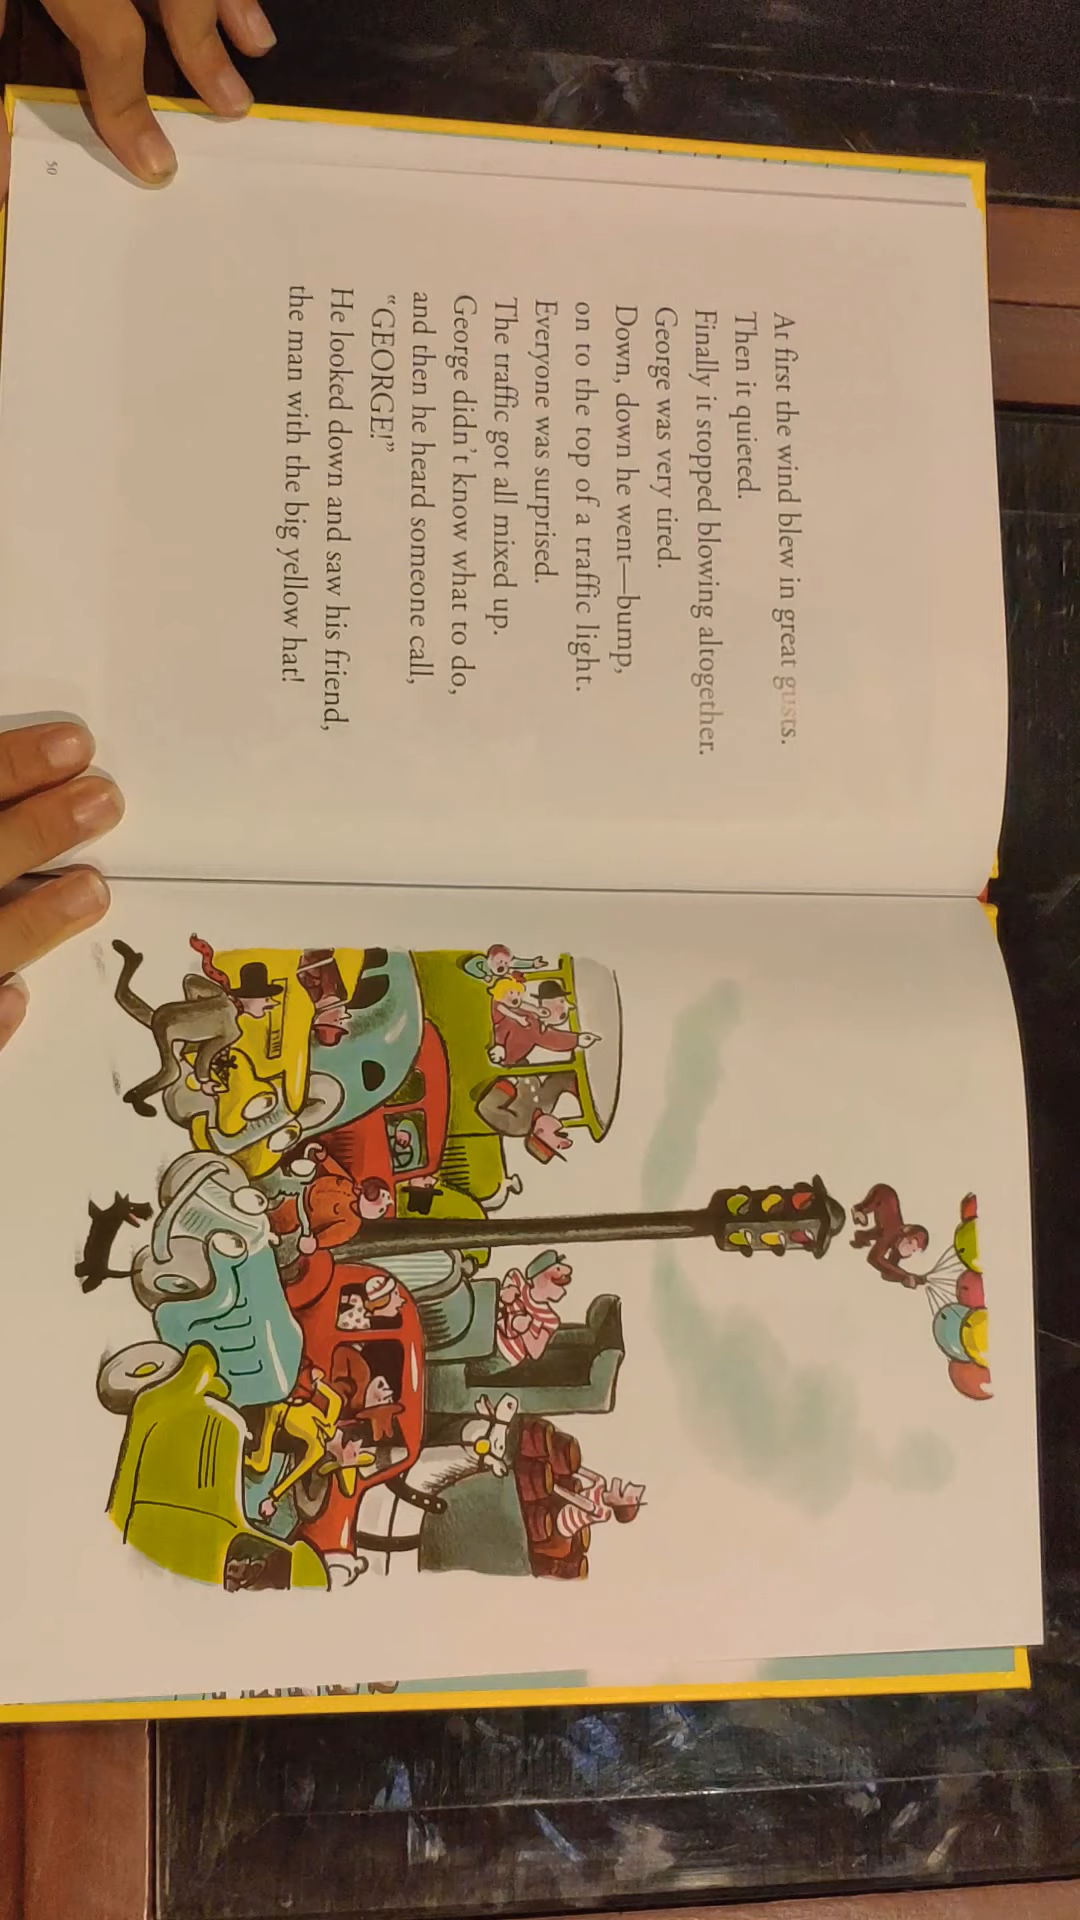 At first the wind blew in great gusts.
Then it quieted.
Finally it stopped blowing altogether.
George was very tired.
Down, down he went—bump,
on to the top of a traffic light.
Everyone was surprised.
The traffic got all mixed up.
George didn't know what to do,
and then he heard someone call,
"GEORGE!"
He looked down and saw his friend,
the man with the big yellow hat!
50